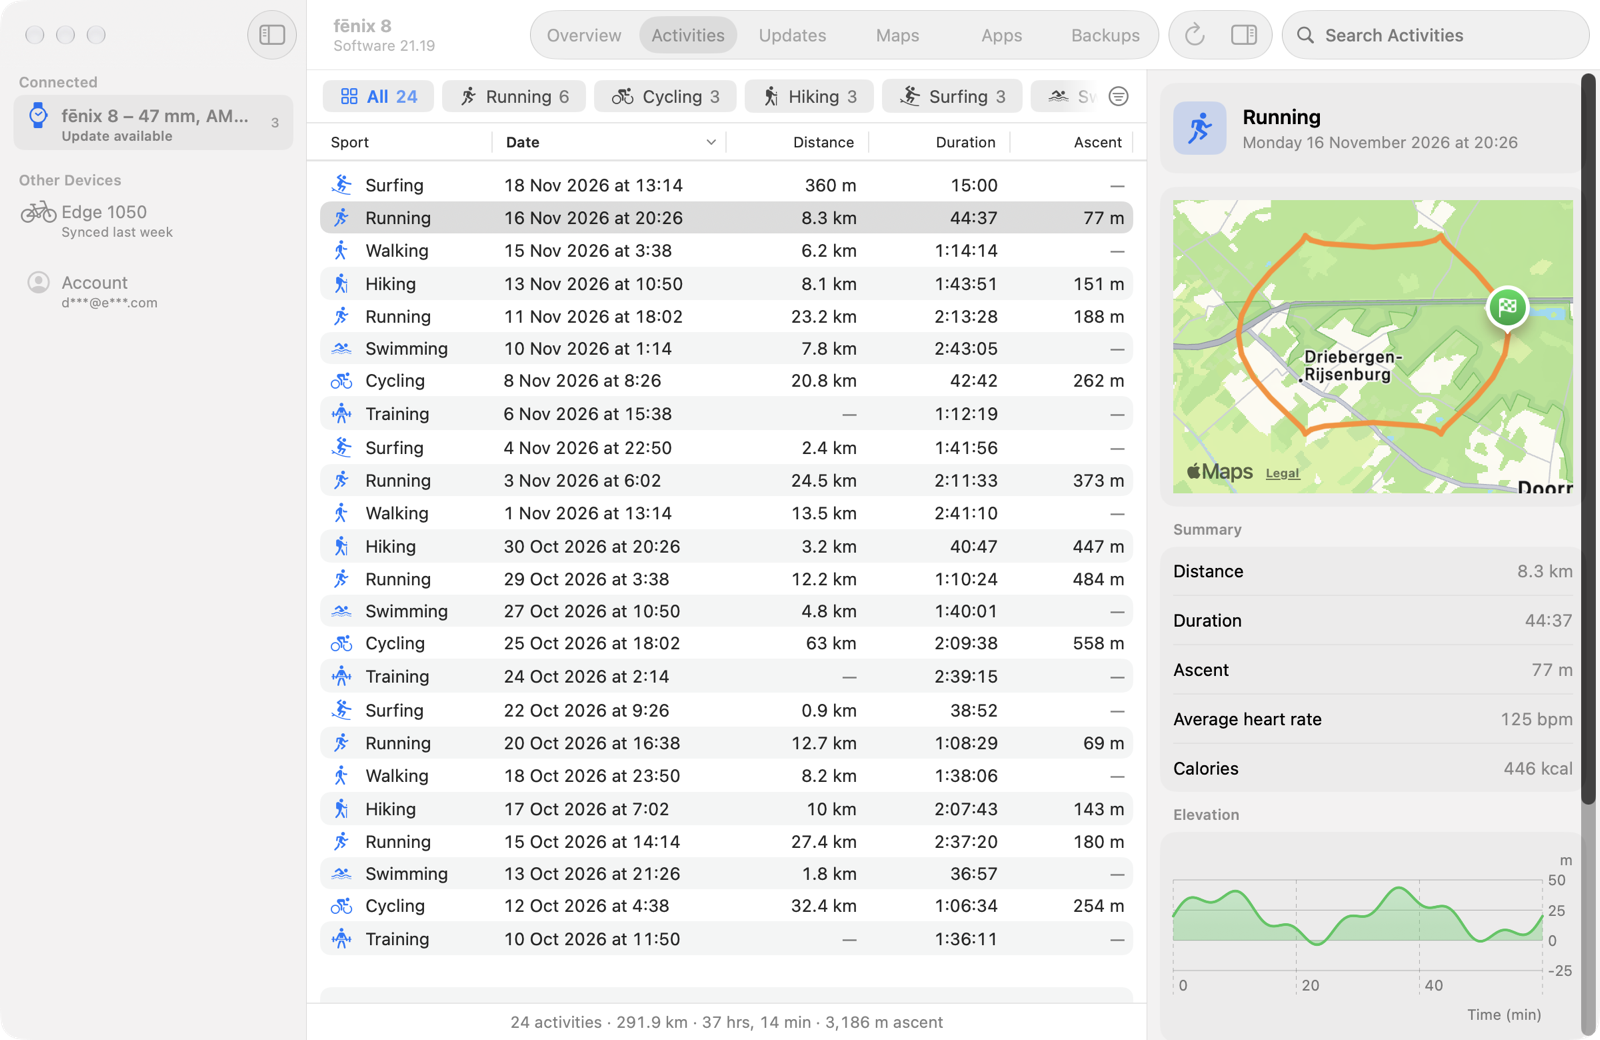 fēnix 8
Software 21.19
Overview
Activities
Updates
Maps
Apps
Backups
Search Activities
Connected
fēnix 8 – 47 mm, AM...
Update available
3
Other Devices
Edge 1050
Synced last week
Account
d***@e***.com
All 24
Running 6
Cycling 3
Hiking 3
Surfing 3
Sport Date Distance Duration Ascent
Surfing 18 Nov 2026 at 13:14 360 m 15:00 —
Running 16 Nov 2026 at 20:26 8.3 km 44:37 77 m
Walking 15 Nov 2026 at 3:38 6.2 km 1:14:14 —
Hiking 13 Nov 2026 at 10:50 8.1 km 1:43:51 151 m
Running 11 Nov 2026 at 18:02 23.2 km 2:13:28 188 m
Swimming 10 Nov 2026 at 1:14 7.8 km 2:43:05 —
Cycling 8 Nov 2026 at 8:26 20.8 km 42:42 262 m
Training 6 Nov 2026 at 15:38 — 1:12:19 —
Surfing 4 Nov 2026 at 22:50 2.4 km 1:41:56 —
Running 3 Nov 2026 at 6:02 24.5 km 2:11:33 373 m
Walking 1 Nov 2026 at 13:14 13.5 km 2:41:10 —
Hiking 30 Oct 2026 at 20:26 3.2 km 40:47 447 m
Running 29 Oct 2026 at 3:38 12.2 km 1:10:24 484 m
Swimming 27 Oct 2026 at 10:50 4.8 km 1:40:01 —
Cycling 25 Oct 2026 at 18:02 63 km 2:09:38 558 m
Training 24 Oct 2026 at 2:14 — 2:39:15 —
Surfing 22 Oct 2026 at 9:26 0.9 km 38:52 —
Running 20 Oct 2026 at 16:38 12.7 km 1:08:29 69 m
Walking 18 Oct 2026 at 23:50 8.2 km 1:38:06 —
Hiking 17 Oct 2026 at 7:02 10 km 2:07:43 143 m
Running 15 Oct 2026 at 14:14 27.4 km 2:37:20 180 m
Swimming 13 Oct 2026 at 21:26 1.8 km 36:57 —
Cycling 12 Oct 2026 at 4:38 32.4 km 1:06:34 254 m
Training 10 Oct 2026 at 11:50 — 1:36:11 —
24 activities · 291.9 km · 37 hrs, 14 min · 3,186 m ascent
Running
Monday 16 November 2026 at 20:26
Driebergen-
Rijsenburg
Maps Legal
Summary
Distance 8.3 km
Duration 44:37
Ascent 77 m
Average heart rate 125 bpm
Calories 446 kcal
Elevation
m
50
25
0
-25
0 20 40
Time (min)